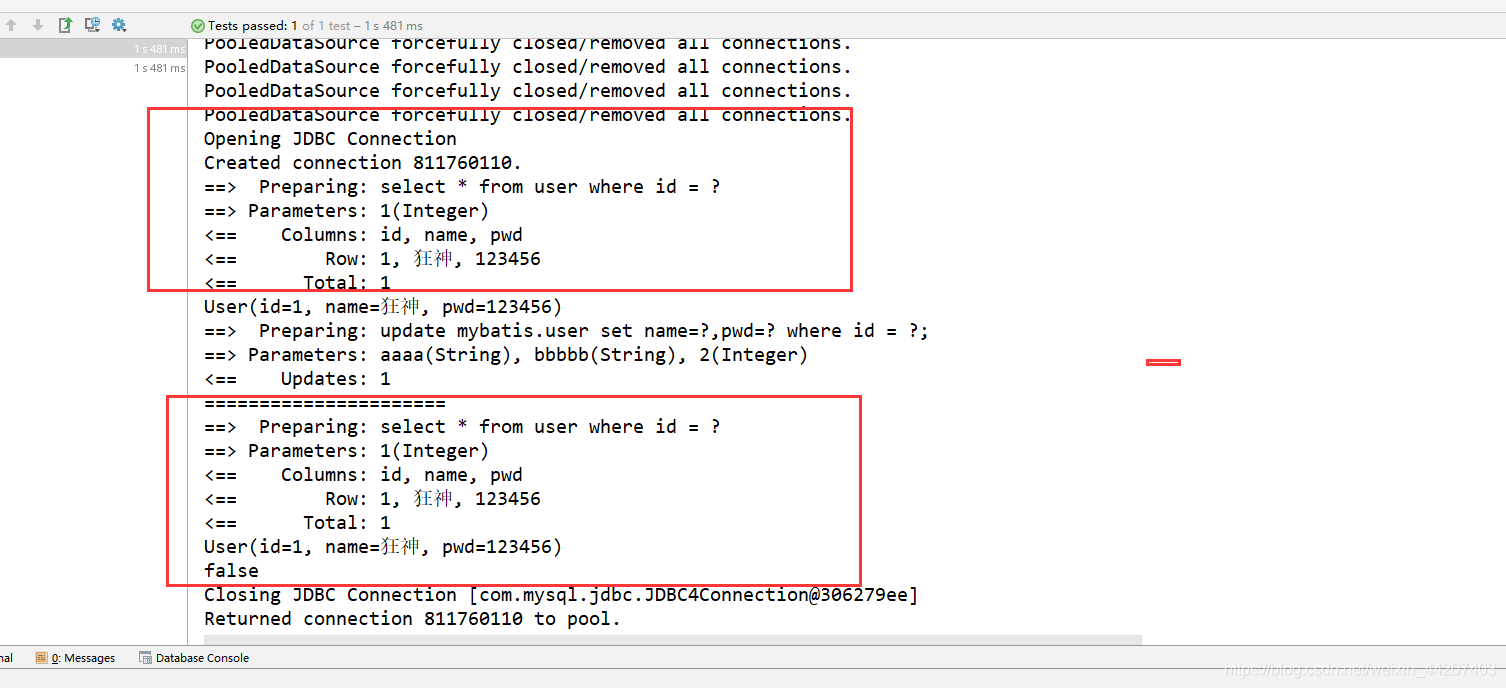 Tests passed: 1 of 1 test – 1 s 481 ms
1 s 481 ms
1 s 481 ms
PooledDataSource forcefully closed/removed all connections.
PooledDataSource forcefully closed/removed all connections.
PooledDataSource forcefully closed/removed all connections.
PooledDataSource forcefully closed/removed all connections.
Opening JDBC Connection
Created connection 811760110.
==>  Preparing: select * from user where id = ?
==> Parameters: 1(Integer)
<==    Columns: id, name, pwd
<==        Row: 1, 狂神, 123456
<==      Total: 1
User(id=1, name=狂神, pwd=123456)
==>  Preparing: update mybatis.user set name=?,pwd=? where id = ?;
==> Parameters: aaaa(String), bbbbb(String), 2(Integer)
<==    Updates: 1
======================
==>  Preparing: select * from user where id = ?
==> Parameters: 1(Integer)
<==    Columns: id, name, pwd
<==        Row: 1, 狂神, 123456
<==      Total: 1
User(id=1, name=狂神, pwd=123456)
false
Closing JDBC Connection [com.mysql.jdbc.JDBC4Connection@306279ee]
Returned connection 811760110 to pool.
nal 0: Messages Database Console
https://blog.csdn.net/weixin_44207403